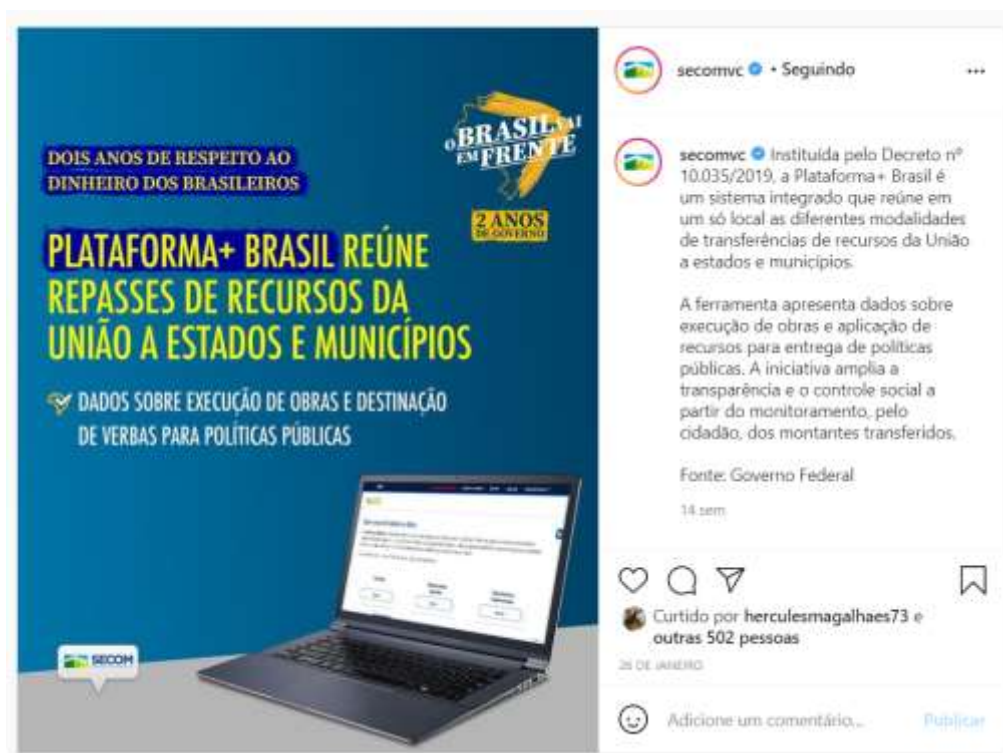 DOIS ANOS DE RESPEITO AO
DINHEIRO DOS BRASILEIROS
O BRASIL VAI
EM FRENTE
2 ANOS
DE GOVERNO
PLATAFORMA+ BRASIL REÚNE
REPASSES DE RECURSOS DA
UNIÃO A ESTADOS E MUNICÍPIOS
DADOS SOBRE EXECUÇÃO DE OBRAS E DESTINAÇÃO
DE VERBAS PARA POLÍTICAS PÚBLICAS
SECOM
secomvc • Seguindo
secomvc Instituída pelo Decreto nº
10.035/2019, a Plataforma+ Brasil é
um sistema integrado que reúne em
um só local as diferentes modalidades
de transferências de recursos da União
a estados e municípios.
A ferramenta apresenta dados sobre
execução de obras e aplicação de
recursos para entrega de políticas
públicas. A iniciativa amplia a
transparência e o controle social a
partir do monitoramento, pelo
cidadão, dos montantes transferidos.
Fonte: Governo Federal
14 sem
Curtido por herculesmagalhaes73 e
outras 502 pessoas
26 DE JANEIRO
Adicione um comentário... Publicar